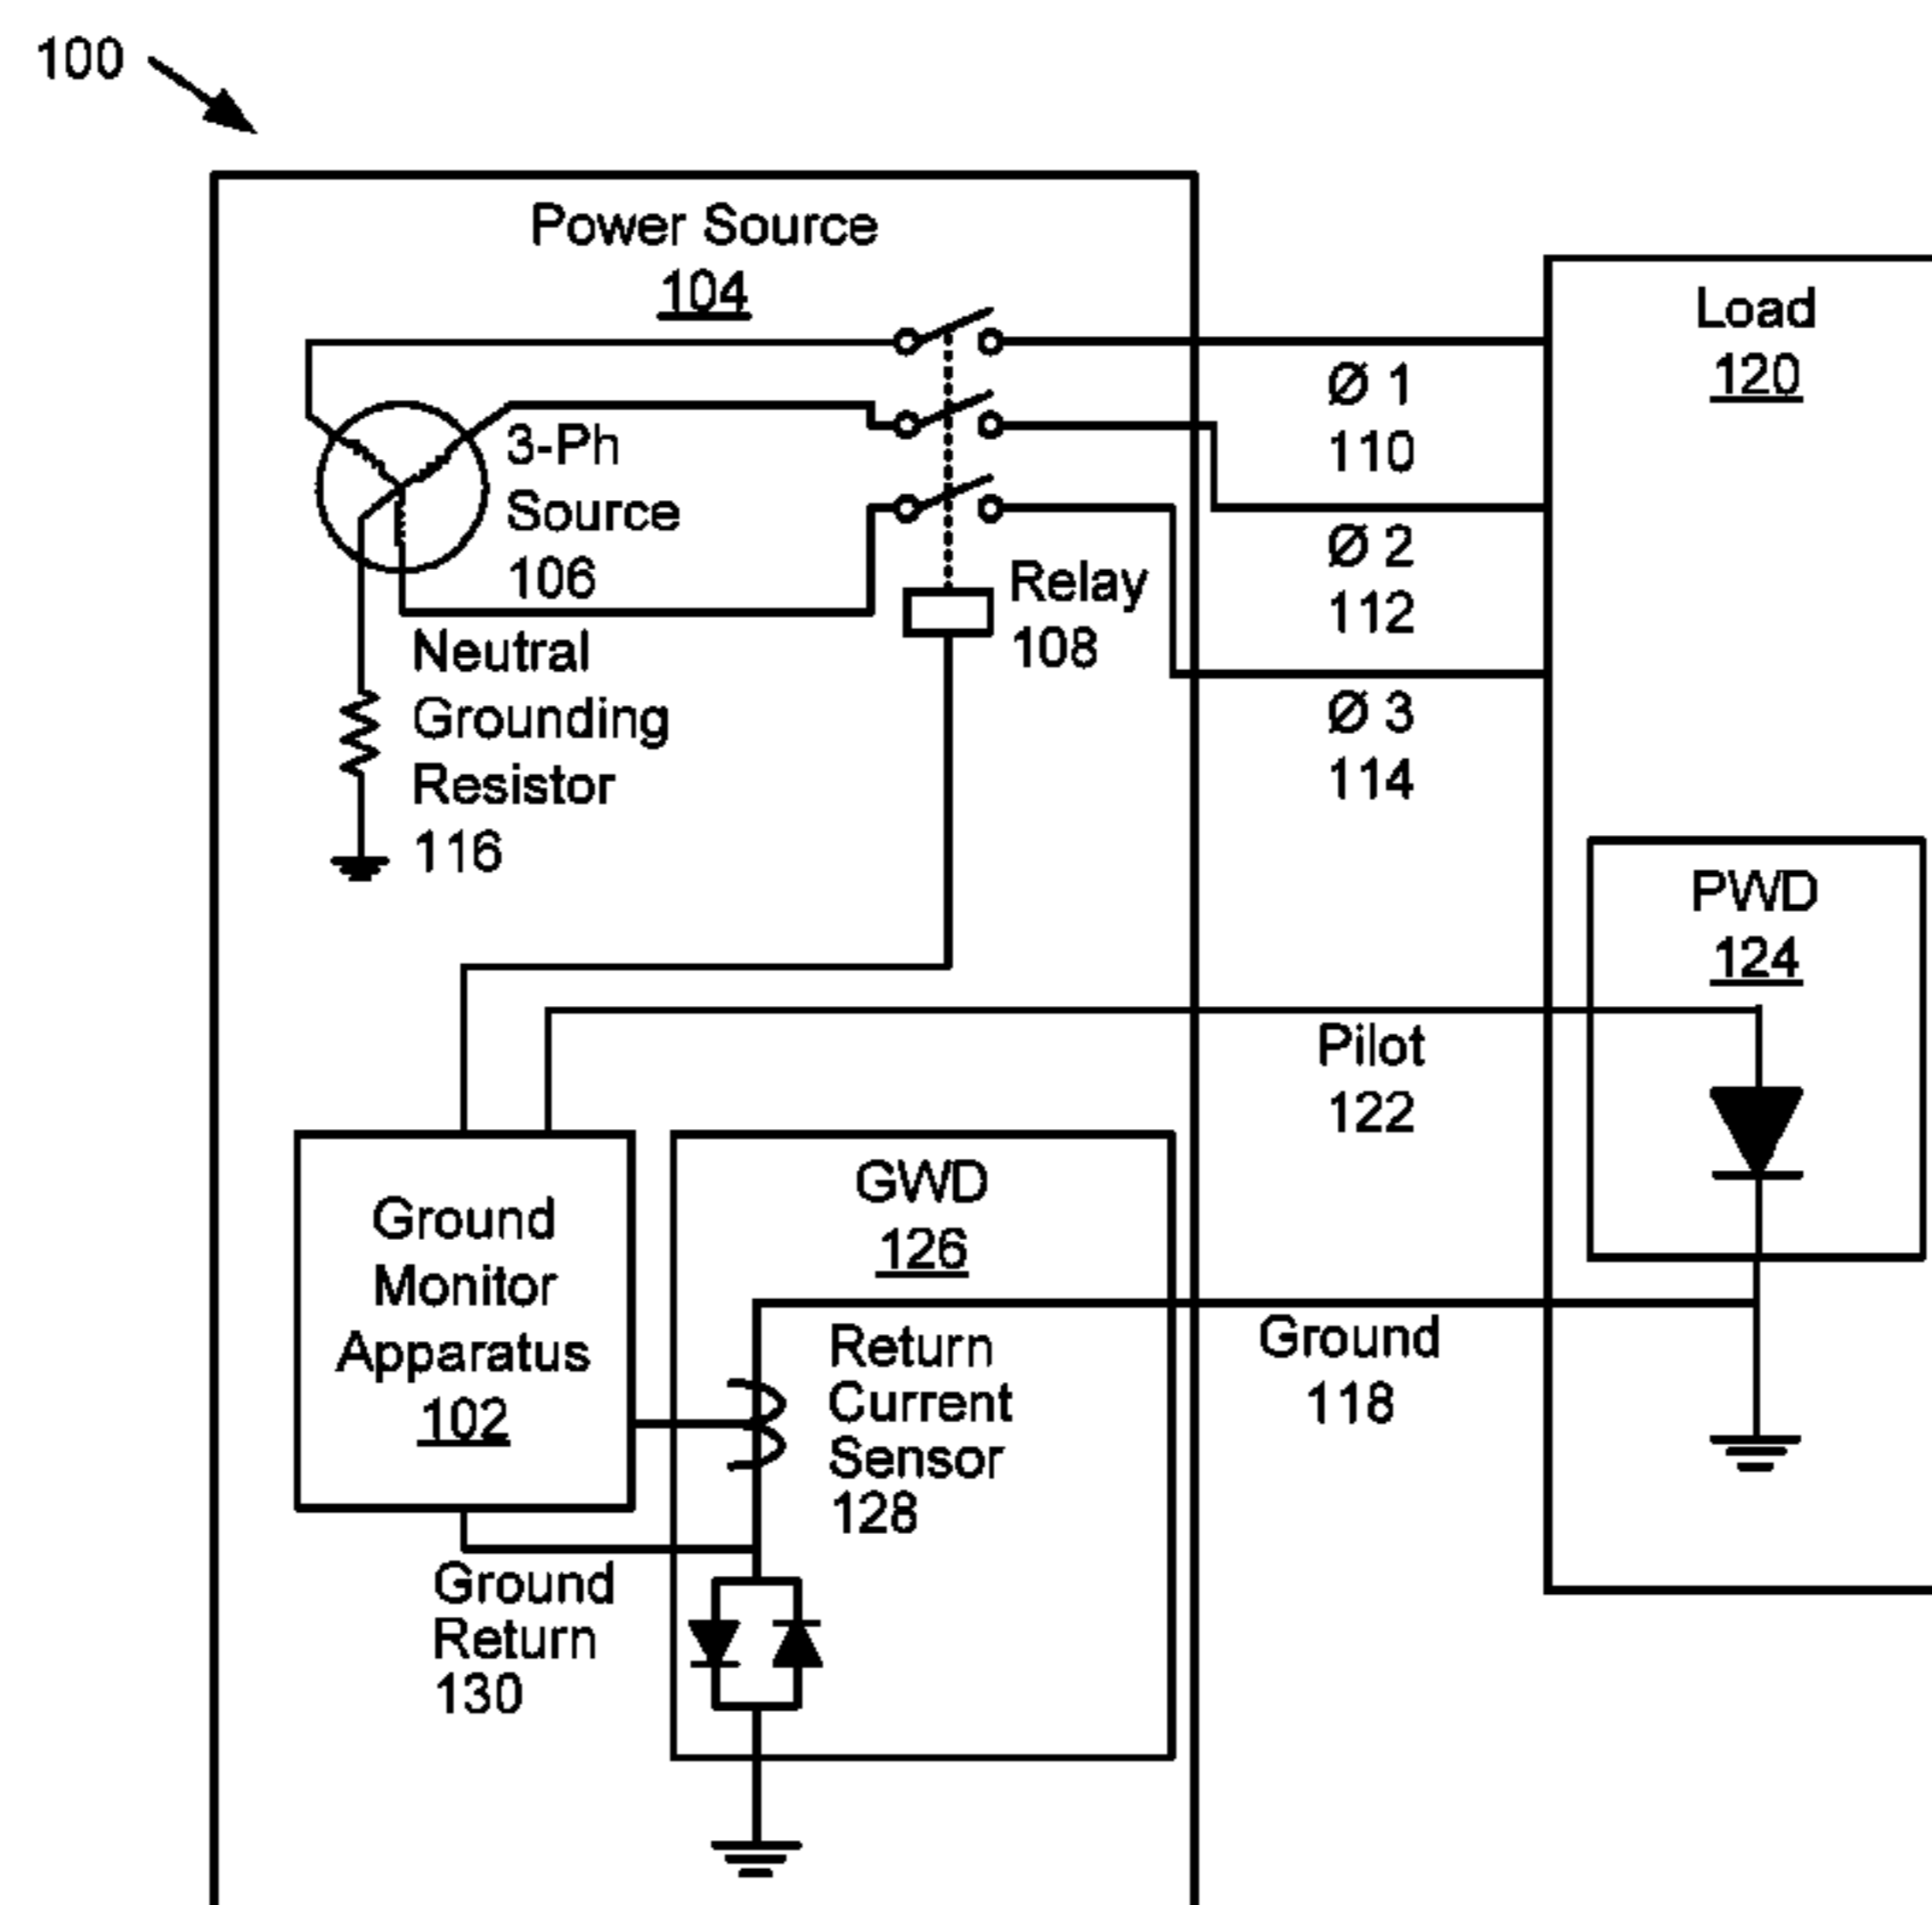 100
Power Source
104
3-Ph
Source
106
Relay
108
Neutral
Grounding
Resistor
116
Ø 1
110
Ø 2
112
Ø 3
114
Load
120
PWD
124
Pilot
122
Ground
Monitor
Apparatus
102
GWD
126
Return
Current
Sensor
128
Ground
118
Ground
Return
130